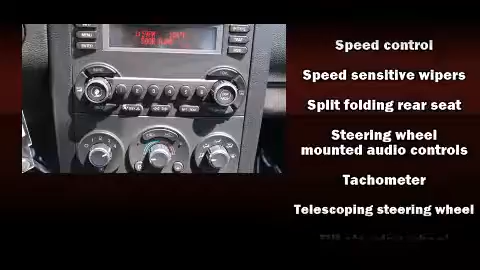 Speed control
Speed sensitive wipers
Split folding rear seat
Steering wheel
mounted audio controls
Tachometer
Telescoping steering wheel